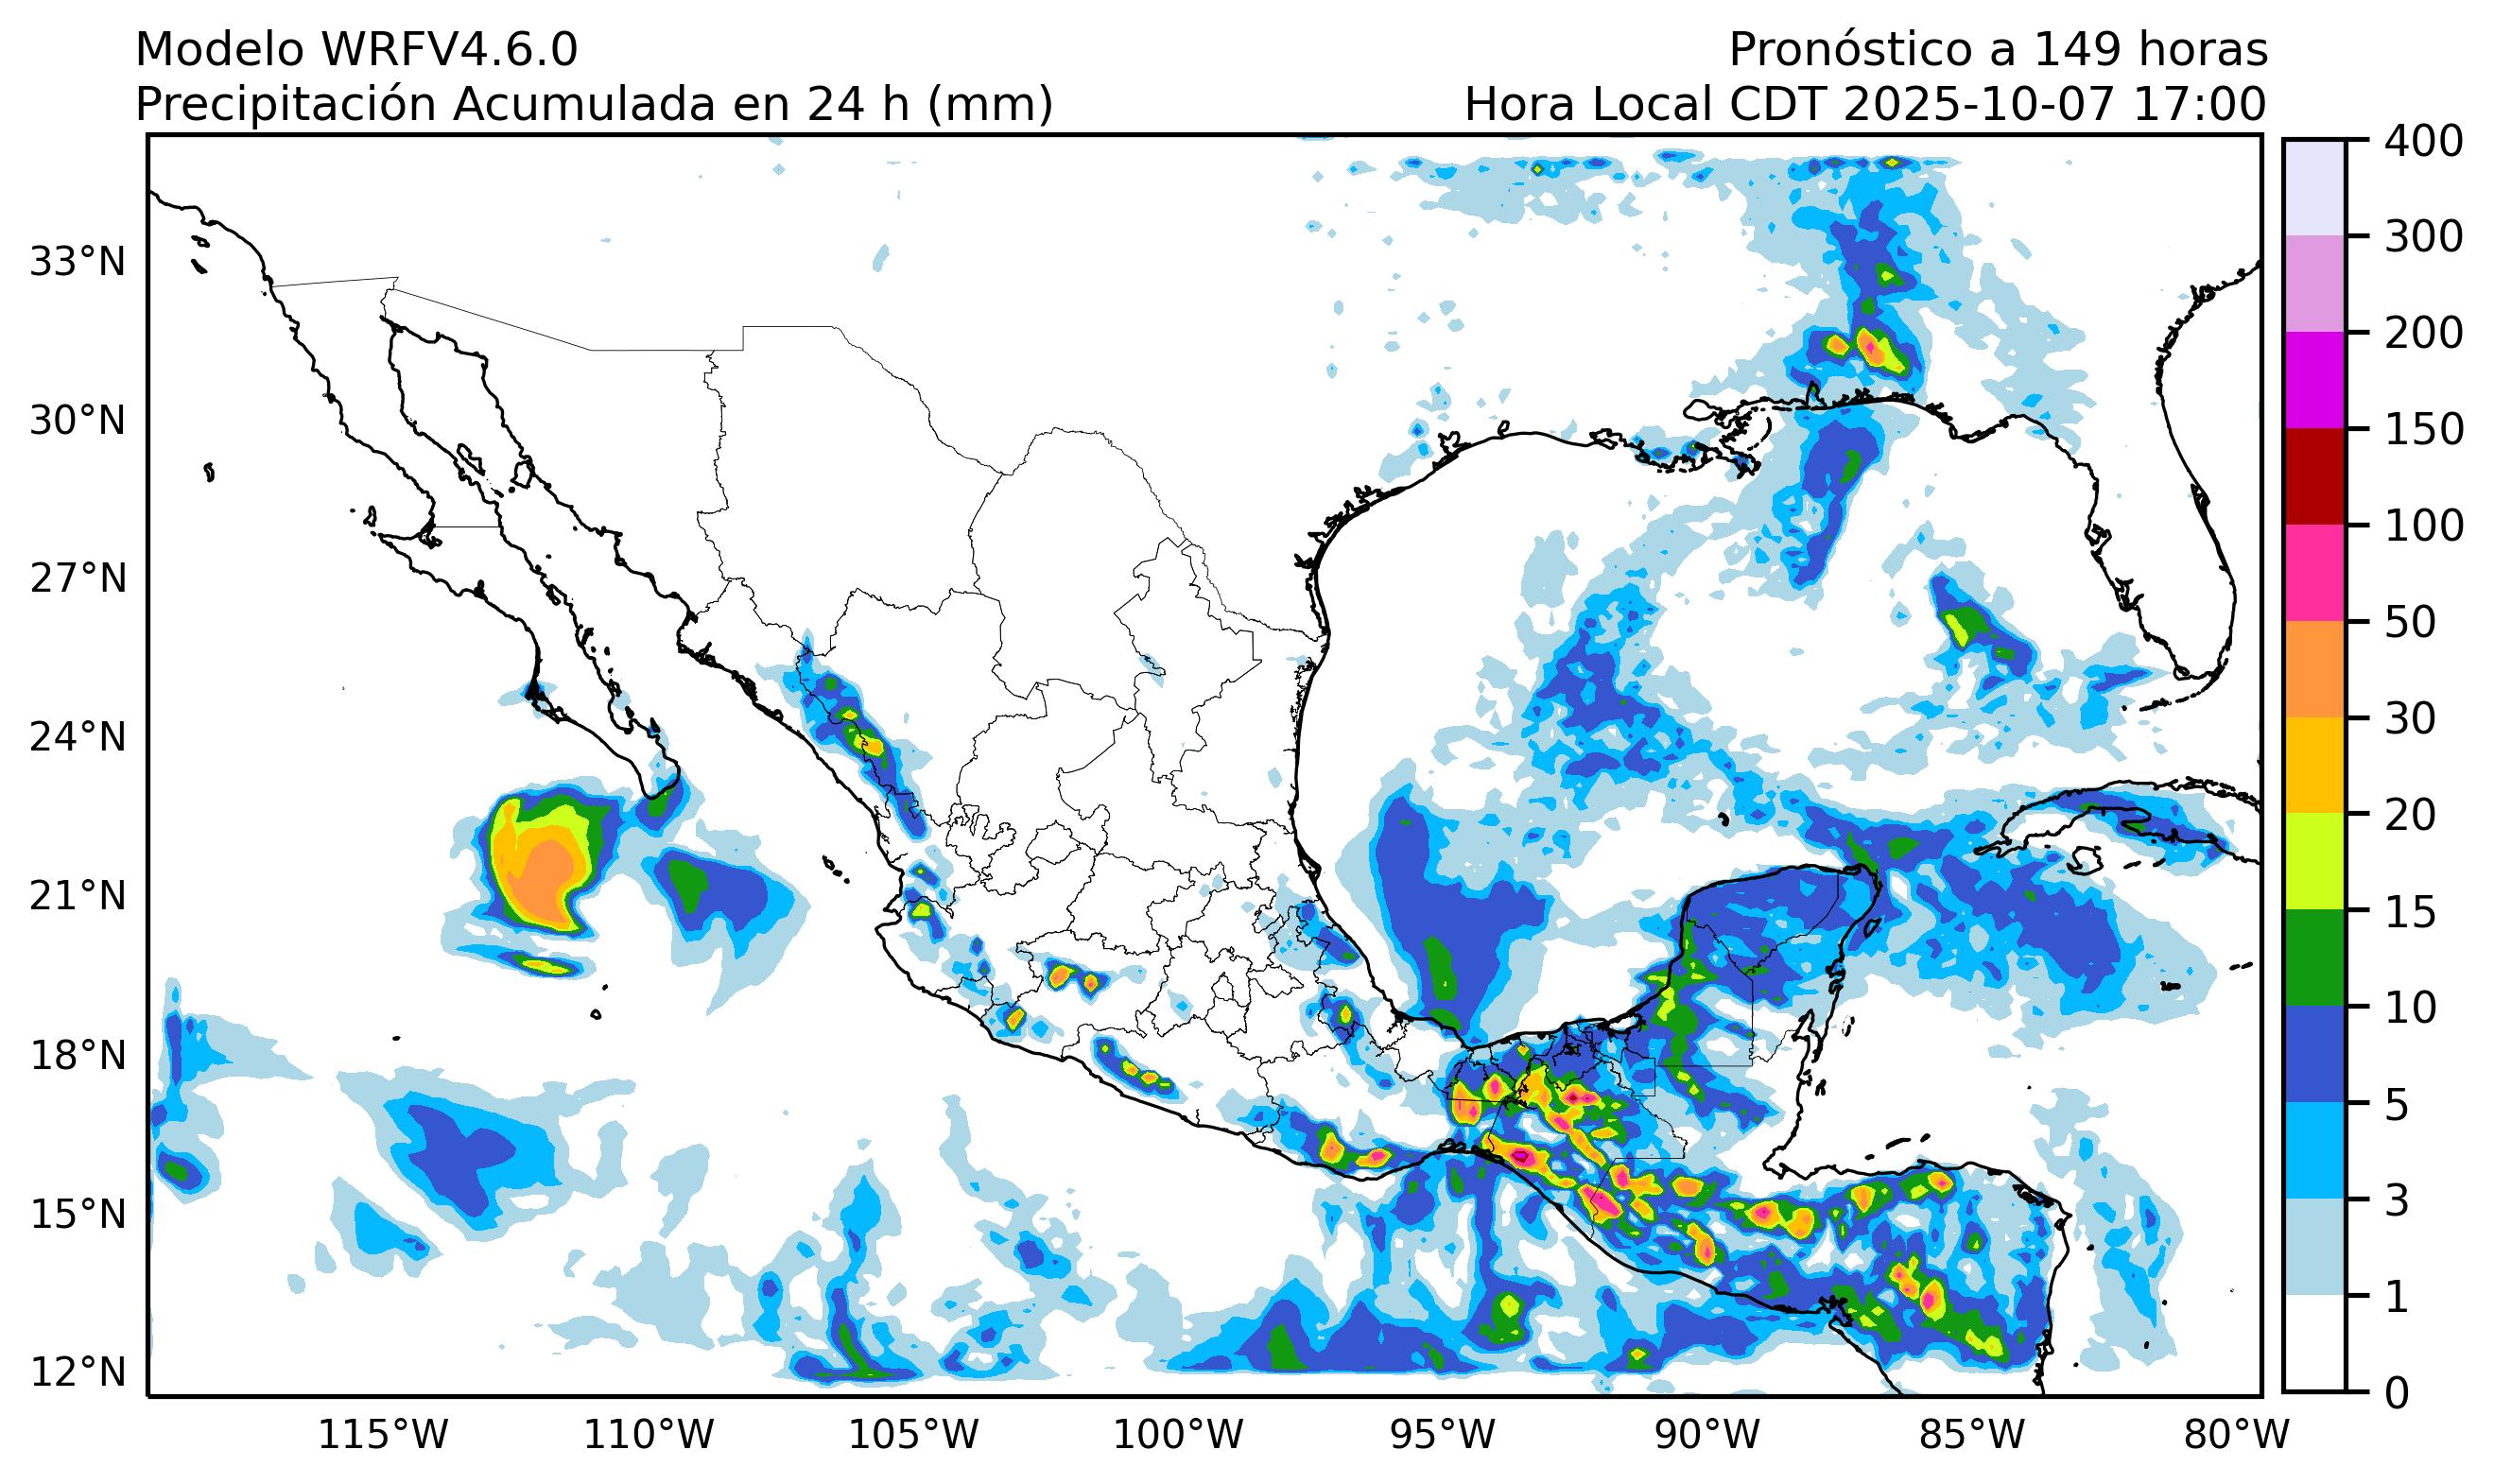 Modelo WRFV4.6.0
Pronóstico a 149 horas
Precipitación Acumulada en 24 h (mm)
Hora Local CDT 2025-10-07 17:00
33°N
30°N
27°N
24°N
21°N
18°N
15°N
12°N
115°W
110°W
105°W
100°W
95°W
90°W
85°W
80°W
400
300
200
150
100
50
30
20
15
10
5
3
1
0